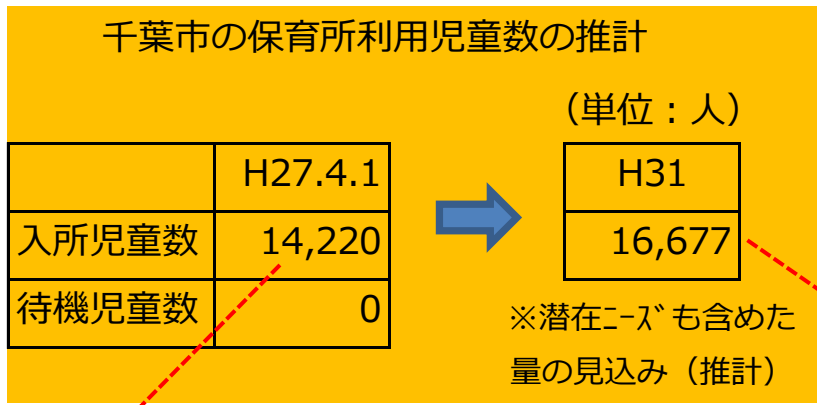 千葉市の保育所利用児童数の推計
(単位：人)
H27.4.1
H31
入所児童数 14,220
16,677
待機児童数 0
※潜在ﾆｰｽﾞも含めた
量の見込み（推計）